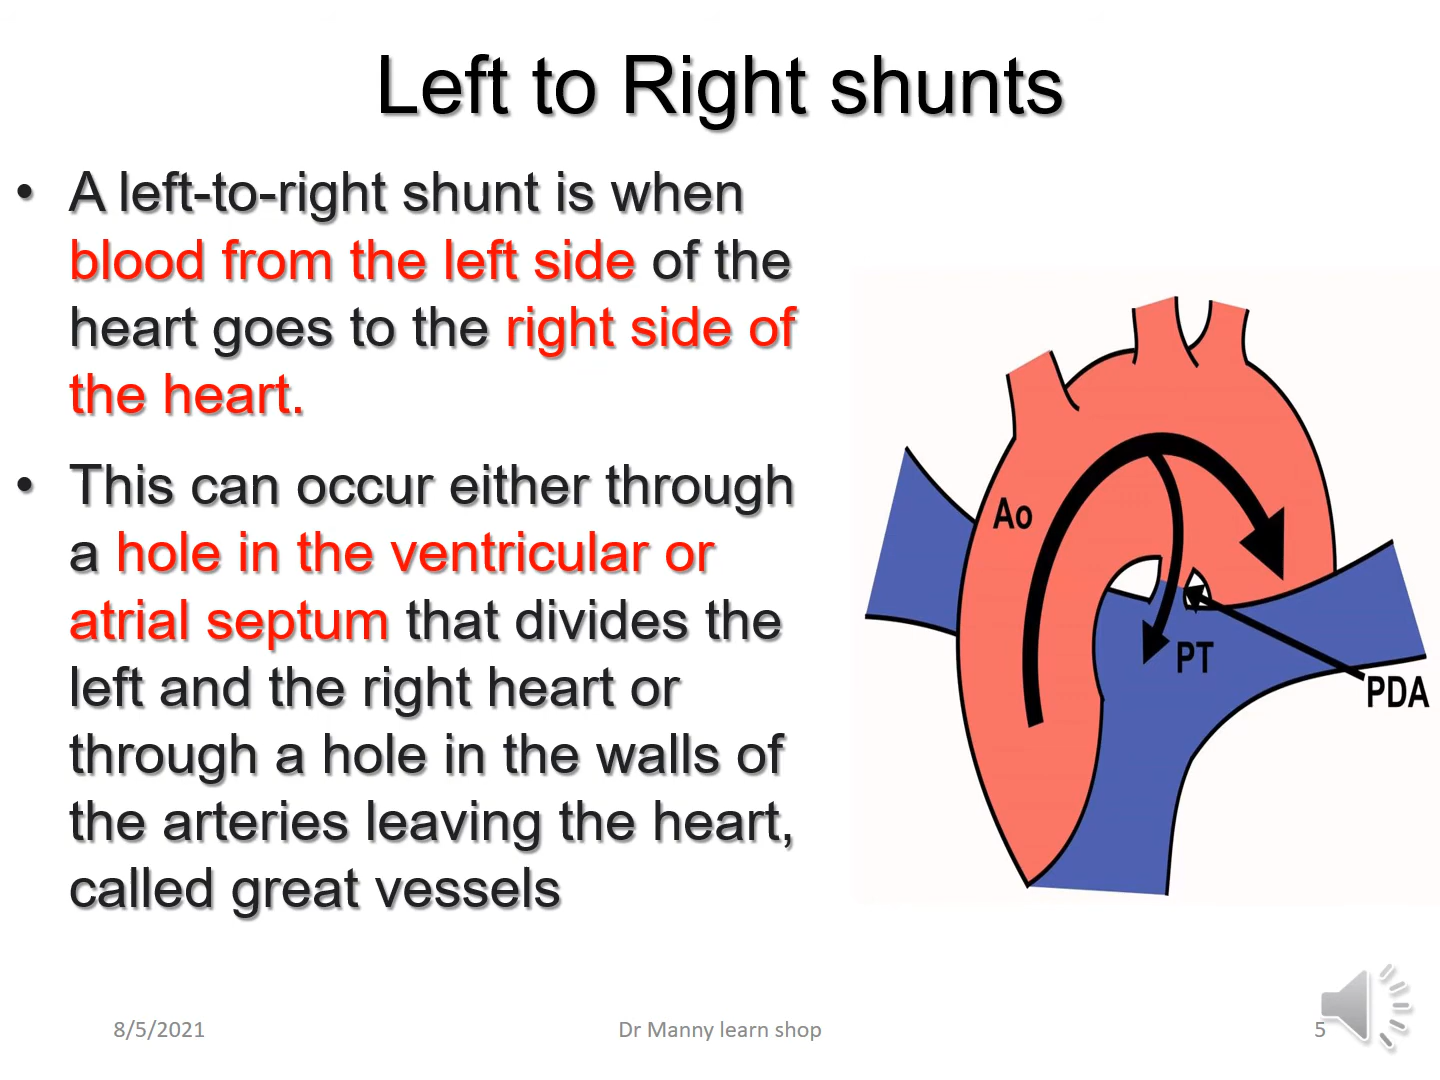 Left to Right shunts
• A left-to-right shunt is when
blood from the left side of the
heart goes to the right side of
the heart.
• This can occur either through
a hole in the ventricular or
atrial septum that divides the
left and the right heart or
through a hole in the walls of
the arteries leaving the heart,
called great vessels
Ao
PT
PDA
8/5/2021
Dr Manny learn shop
5